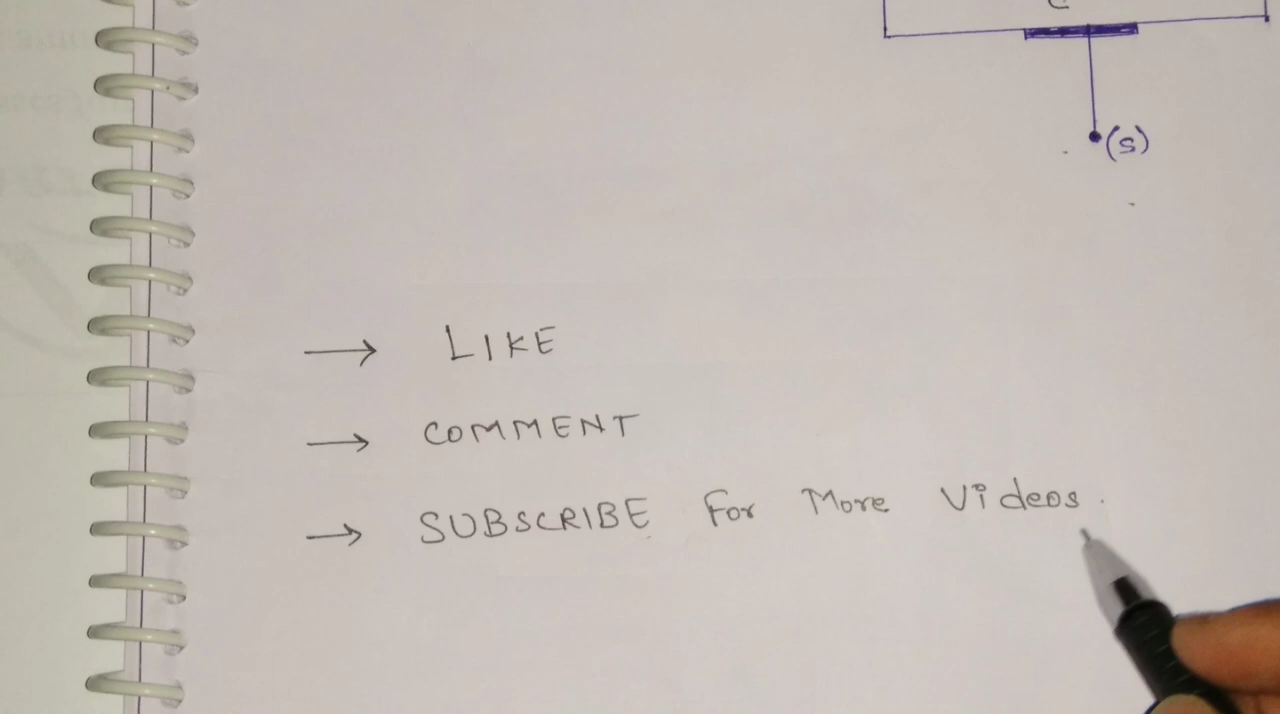 (S)
→ LIKE
→ COMMENT
→ SUBSCRIBE For More Videos.